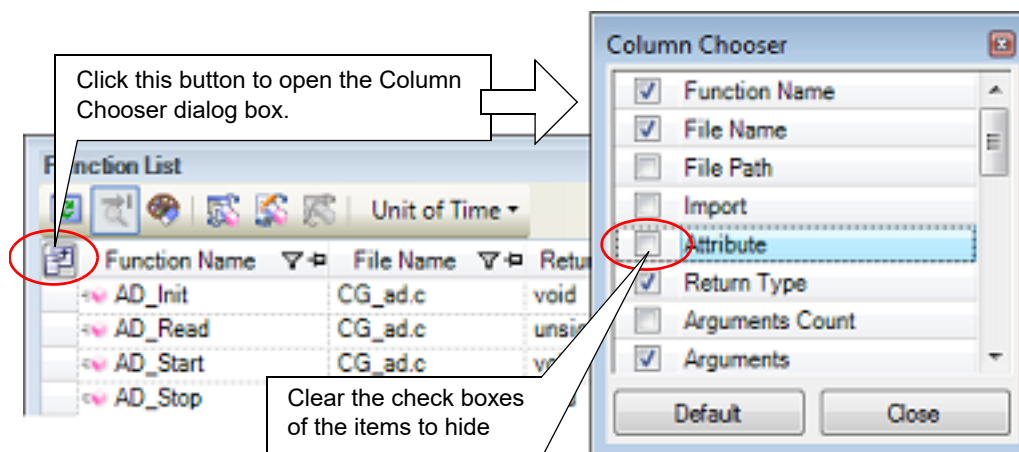 Click this button to open the Column
Chooser dialog box.
Function List
Unit of Time
Function Name File Name Retu
AD_Init CG_ad.c void
AD_Read CG_ad.c
AD_Start CG_ad.c
AD_Stop
Clear the check boxes
of the items to hide
Column Chooser
Function Name
File Name
File Path
Import
Attribute
Return Type
Arguments Count
Arguments
Default Close